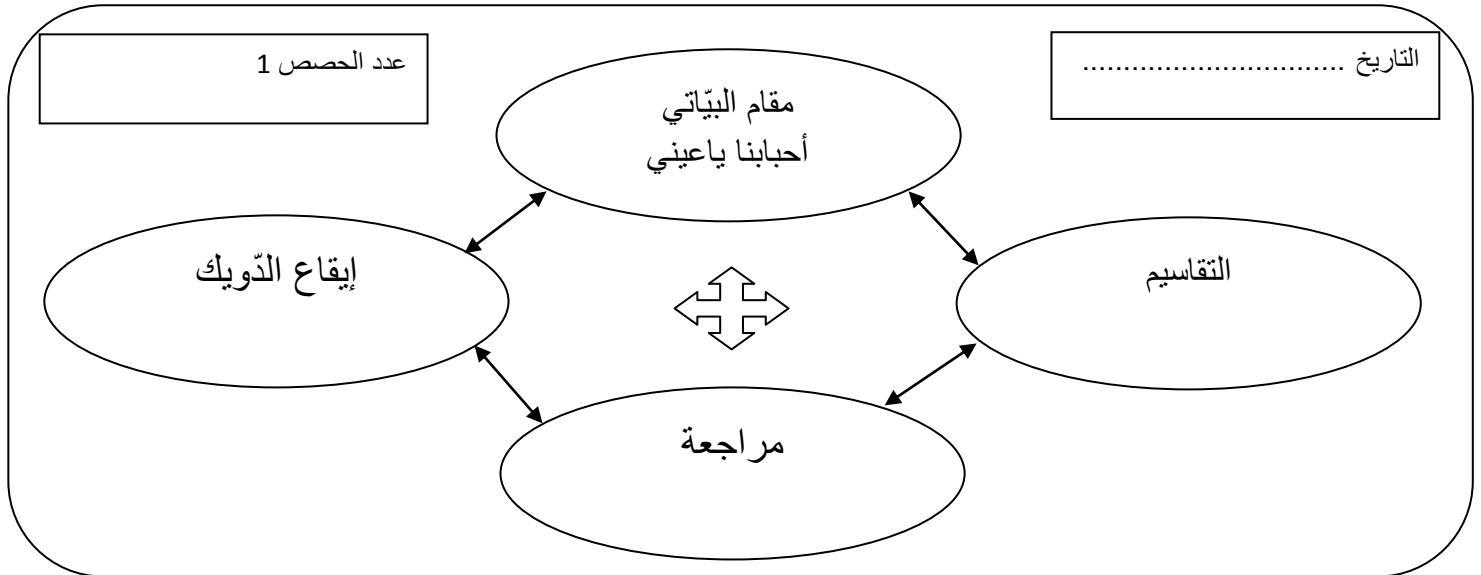 التاريخ ................................
عدد الحصص 1
مقام البيّاتي
أحبابنا ياعيني
التقاسيم
إيقاع الدّويك
مراجعة